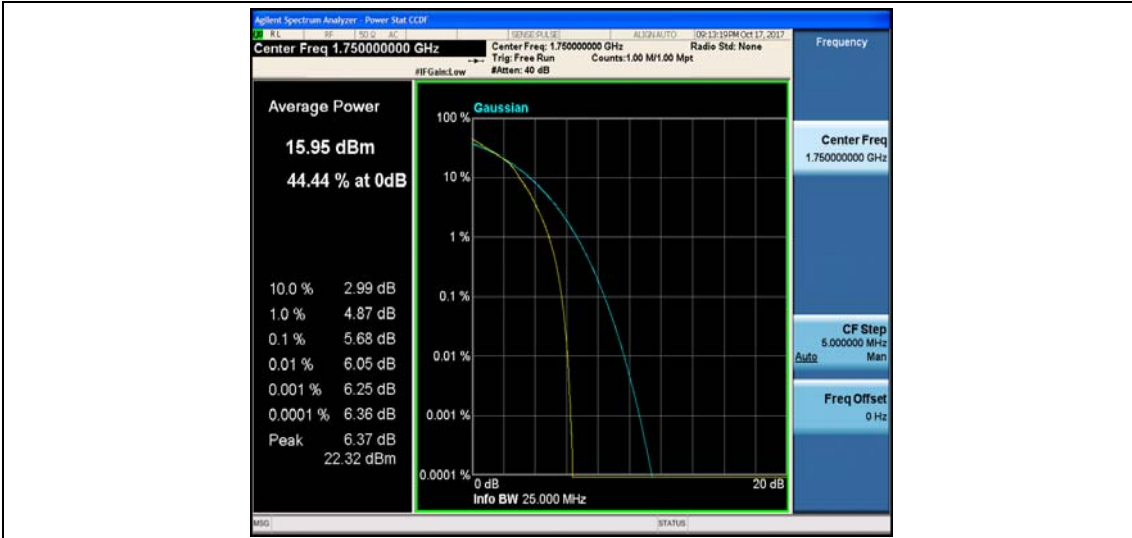 Agilent Spectrum Analyzer - Power Stat CCDF
RL RF 50 Ω AC SENSE:PULSE ALIGNAUTO 09:13:19PM Oct 17, 2017
Center Freq 1.750000000 GHz
Center Freq: 1.750000000 GHz Radio Std: None
Trig: Free Run Counts:1.00 M/1.00 Mpt
#IFGain:Low #Atten: 40 dB
Frequency
Average Power
15.95 dBm
44.44 % at 0dB
10.0 % 2.99 dB
1.0 % 4.87 dB
0.1 % 5.68 dB
0.01 % 6.05 dB
0.001 % 6.25 dB
0.0001 % 6.36 dB
Peak 6.37 dB
22.32 dBm
Gaussian
100 %
10 %
1 %
0.1 %
0.01 %
0.001 %
0.0001 %
0 dB 20 dB
Info BW 25.000 MHz
Center Freq
1.750000000 GHz
CF Step
5.000000 MHz
Auto Man
Freq Offset
0 Hz
MSG STATUS